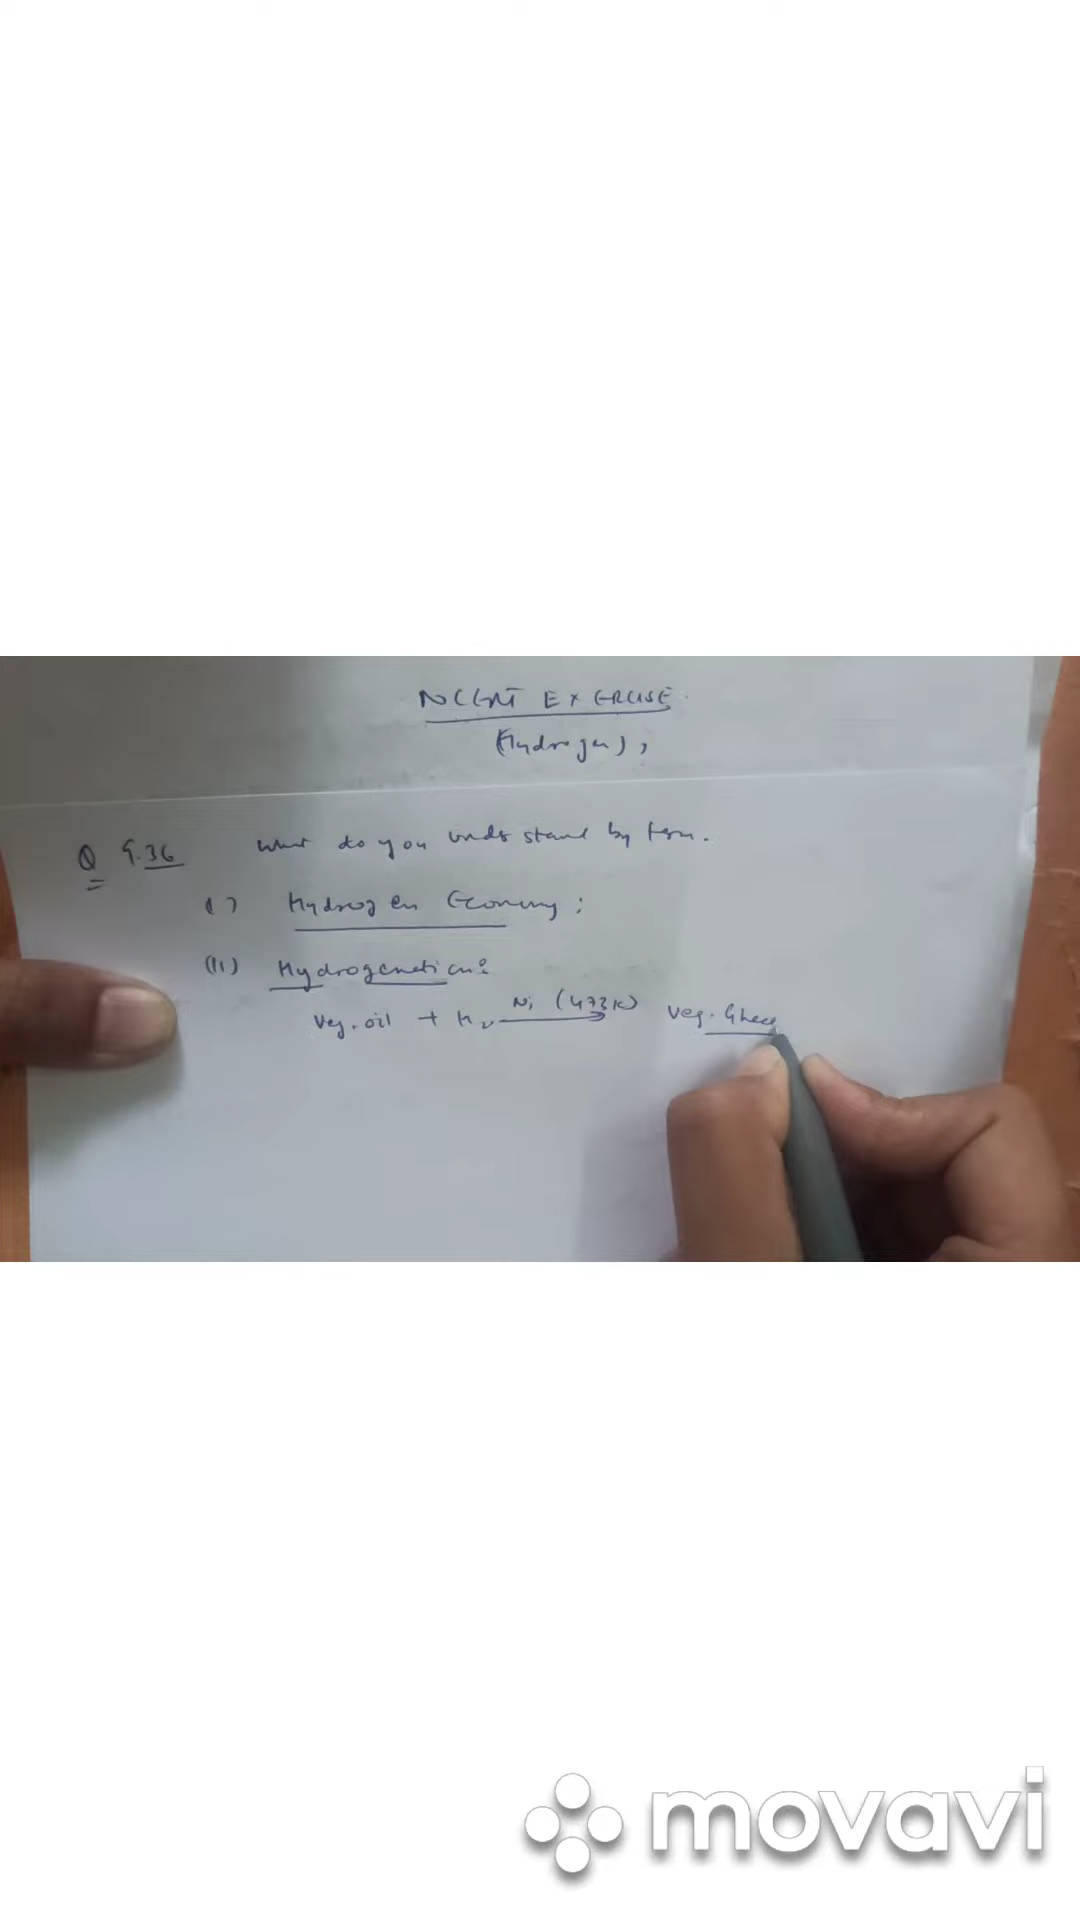 NCERT EXERCISE
(Hydrogen),
Q 9.36 What do you understand by term.
(i) Hydrogen Economy:
(ii) Hydrogenation:
Veg. oil + H₂ Ni (473K) Veg. Ghee
movavi